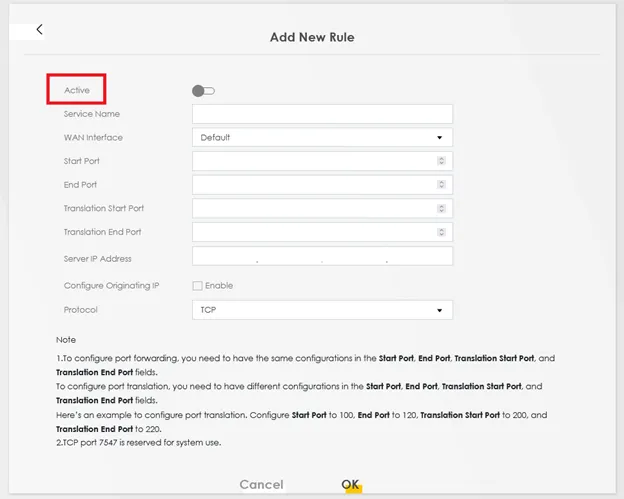 Add New Rule
Active
Service Name
WAN Interface Default
Start Port
End Port
Translation Start Port
Translation End Port
Server IP Address . . .
Configure Originating IP Enable
Protocol TCP
Note
1.To configure port forwarding, you need to have the same configurations in the Start Port, End Port, Translation Start Port, and
Translation End Port fields.
To configure port translation, you need to have different configurations in the Start Port, End Port, Translation Start Port, and
Translation End Port fields.
Here's an example to configure port translation. Configure Start Port to 100, End Port to 120, Translation Start Port to 200, and
Translation End Port to 220.
2.TCP port 7547 is reserved for system use.
Cancel OK